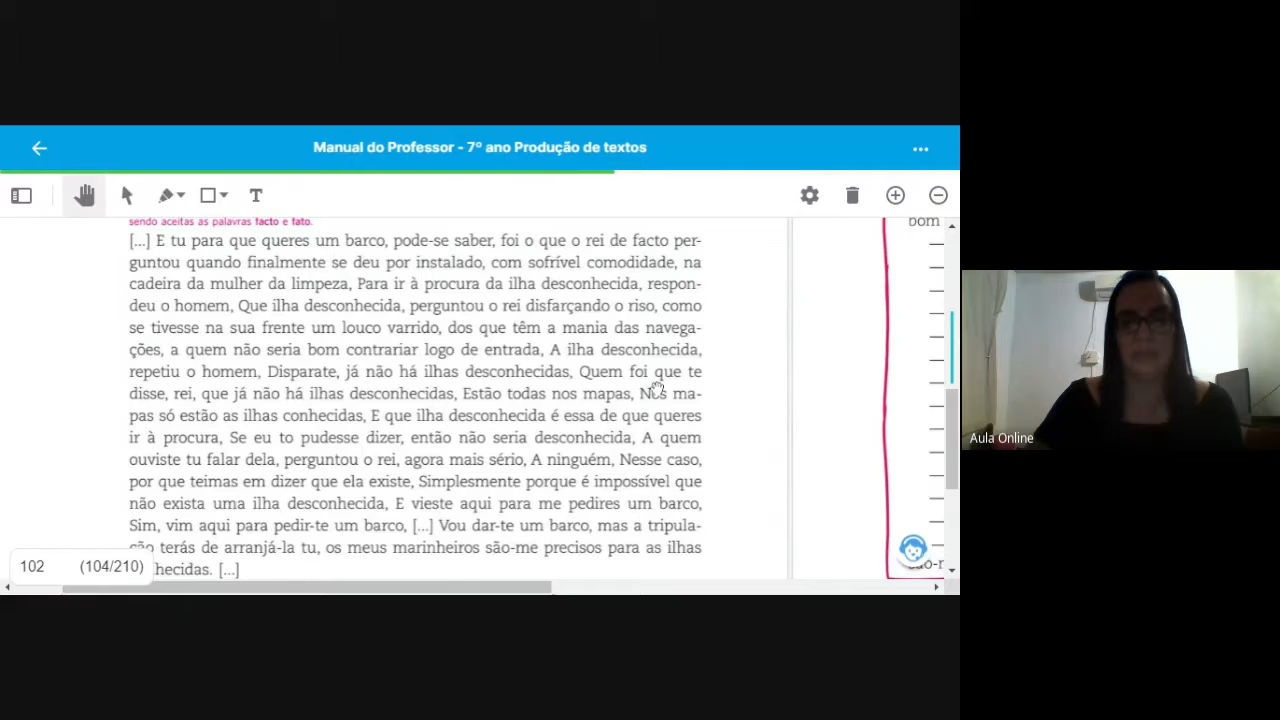 Manual do Professor - 7º ano Produção de textos
sendo aceitas as palavras facto e fato.
[...] E tu para que queres um barco, pode-se saber, foi o que o rei de facto per-
guntou quando finalmente se deu por instalado, com sofrível comodidade, na
cadeira da mulher da limpeza, Para ir à procura da ilha desconhecida, respon-
deu o homem, Que ilha desconhecida, perguntou o rei disfarçando o riso, como
se tivesse na sua frente um louco varrido, dos que têm a mania das navega-
ções, a quem não seria bom contrariar logo de entrada, A ilha desconhecida,
repetiu o homem, Disparate, já não há ilhas desconhecidas, Quem foi que te
disse, rei, que já não há ilhas desconhecidas, Estão todas nos mapas, Nos ma-
pas só estão as ilhas conhecidas, E que ilha desconhecida é essa de que queres
ir à procura, Se eu to pudesse dizer, então não seria desconhecida, A quem
ouviste tu falar dela, perguntou o rei, agora mais sério, A ninguém, Nesse caso,
por que teimas em dizer que ela existe, Simplesmente porque é impossível que
não exista uma ilha desconhecida, E vieste aqui para me pedires um barco,
Sim, vim aqui para pedir-te um barco, [...] Vou dar-te um barco, mas a tripula-
ção terás de arranjá-la tu, os meus marinheiros são-me precisos para as ilhas
hecidas. [...]
102 (104/210)
bom
Aula Online